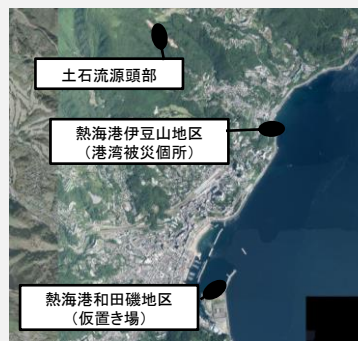 土石流源頭部
熱海港伊豆山地区
（港湾被災個所）
熱海港和田磯地区
（仮置き場）